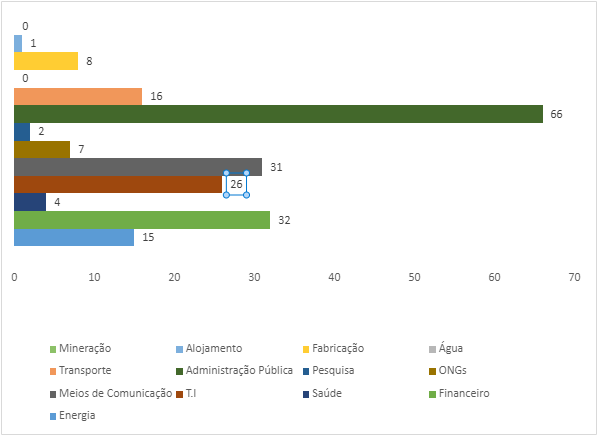 0
1
8
0
16
66
2
7
31
26
4
32
15
0 10 20 30 40 50 60 70
Mineração Alojamento Fabricação Água
Transporte Administração Pública Pesquisa ONGs
Meios de Comunicação T.I Saúde Financeiro
Energia